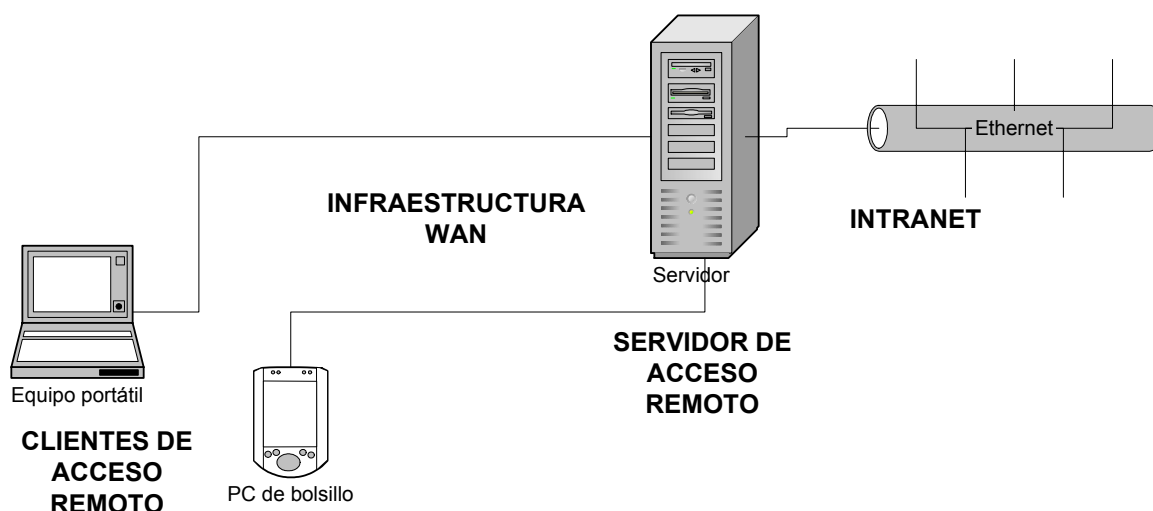 Ethernet
INFRAESTRUCTURA
WAN
INTRANET
Servidor
SERVIDOR DE
ACCESO
REMOTO
Equipo portátil
CLIENTES DE
ACCESO
REMOTO
PC de bolsillo